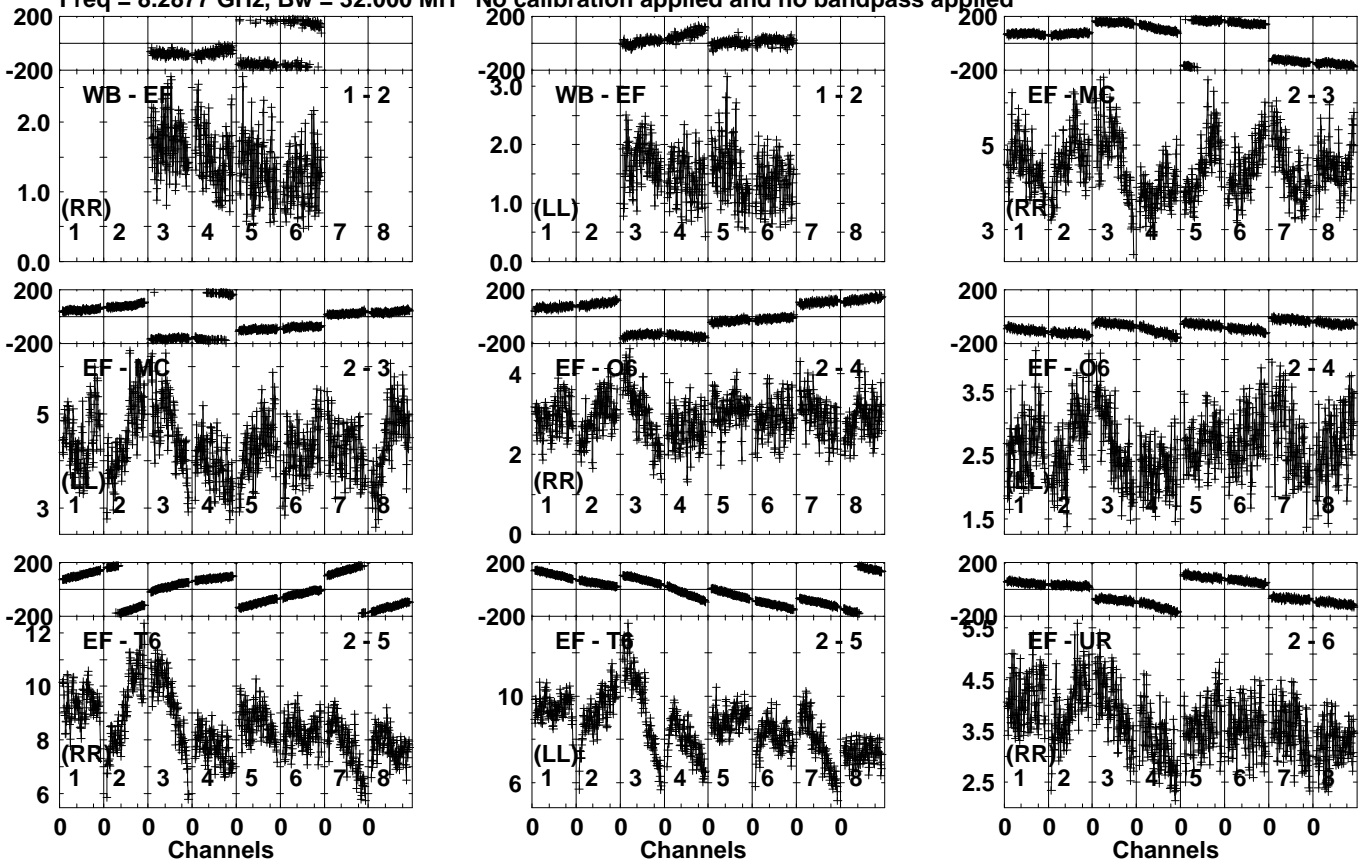 Freq = 8.2877 GHz, Bw = 32.000 MH No calibration applied and no bandpass applied
200 200 200
-200 -200 -200
WB - EF 1 - 2 3.0 WB - EF 1 - 2 EF - MC 2 - 3
2.0 2.0 5
1.0 1.0
(RR) (LL) (RR)
1 2 3 4 5 6 7 8 1 2 3 4 5 6 7 8 3 1 2 3 4 5 6 7 8
0.0 0.0
200 200 200
-200 -200 -200
EF - MC 2 - 3 EF - O6 2 - 4 EF - O6 2 - 4
4 3.5
5 2.5
2
(LL) (RR) (LL)
3 1 2 3 4 5 6 7 8 1 2 3 4 5 6 7 8 1 2 3 4 5 6 7 8
0 1.5
200 200 200
-200 -200 -200
12 EF - T6 2 - 5 EF - T6 2 - 5 5.5 EF - UR 2 - 6
10 10 4.5
8 3.5
(RR) (LL) (RR)
1 2 3 4 5 6 7 8 1 2 3 4 5 6 7 8 1 2 3 4 5 6 7 8
6 6 2.5
0 0 0 0 0 0 0 0 0 0 0 0 0 0 0 0 0 0 0 0 0 0 0 0
Channels Channels Channels